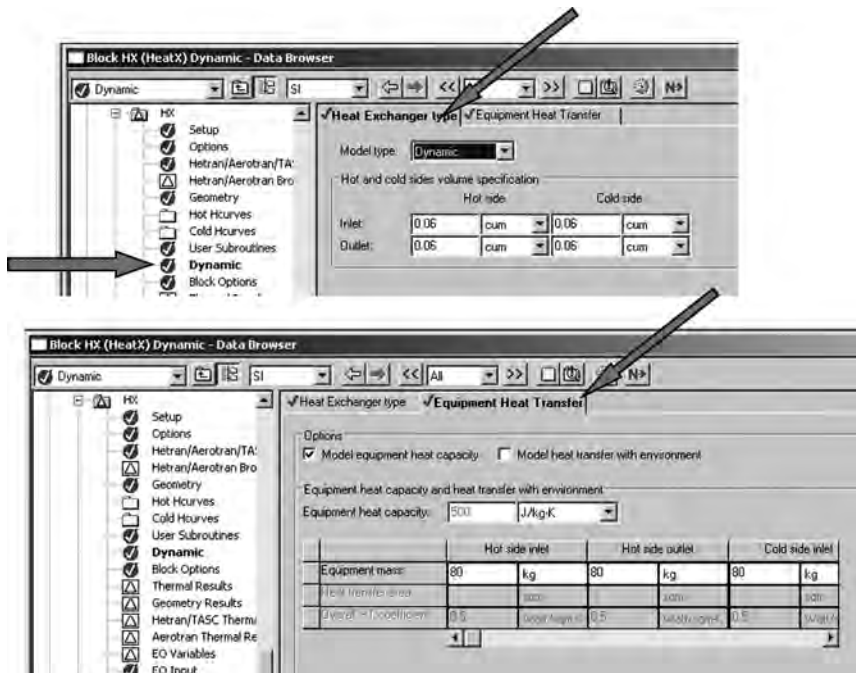 Block HX (HeatX) Dynamic - Data Browser
Dynamic SI << >> N>
HX
Setup
Options
Hetran/Aerotran/TA
Hetran/Aerotran Bro
Geometry
Hot Hcurves
Cold Hcurves
User Subroutines
Dynamic
Block Options
Heat Exchanger type Equipment Heat Transfer
Model type: Dynamic
Hot and cold sides volume specification
Hot side Cold side
Inlet: 0.06 cum 0.06 cum
Outlet: 0.06 cum 0.06 cum
Block HX (HeatX) Dynamic - Data Browser
Dynamic SI << All >> N>
HX
Setup
Options
Hetran/Aerotran/TA
Hetran/Aerotran Bro
Geometry
Hot Hcurves
Cold Hcurves
User Subroutines
Dynamic
Block Options
Thermal Results
Geometry Results
Hetran/TASC Therm
Aerotran Thermal Re
EO Variables
EO Input
Heat Exchanger type Equipment Heat Transfer
Options
Model equipment heat capacity Model heat transfer with environment
Equipment heat capacity and heat transfer with environment
Equipment heat capacity: 500 J/kg-K
Hot side inlet Hot side outlet Cold side inlet
Equipment mass 80 kg 80 kg 80 kg
Heat transfer area sqm sqm sqm
0.5 0.5 0.5